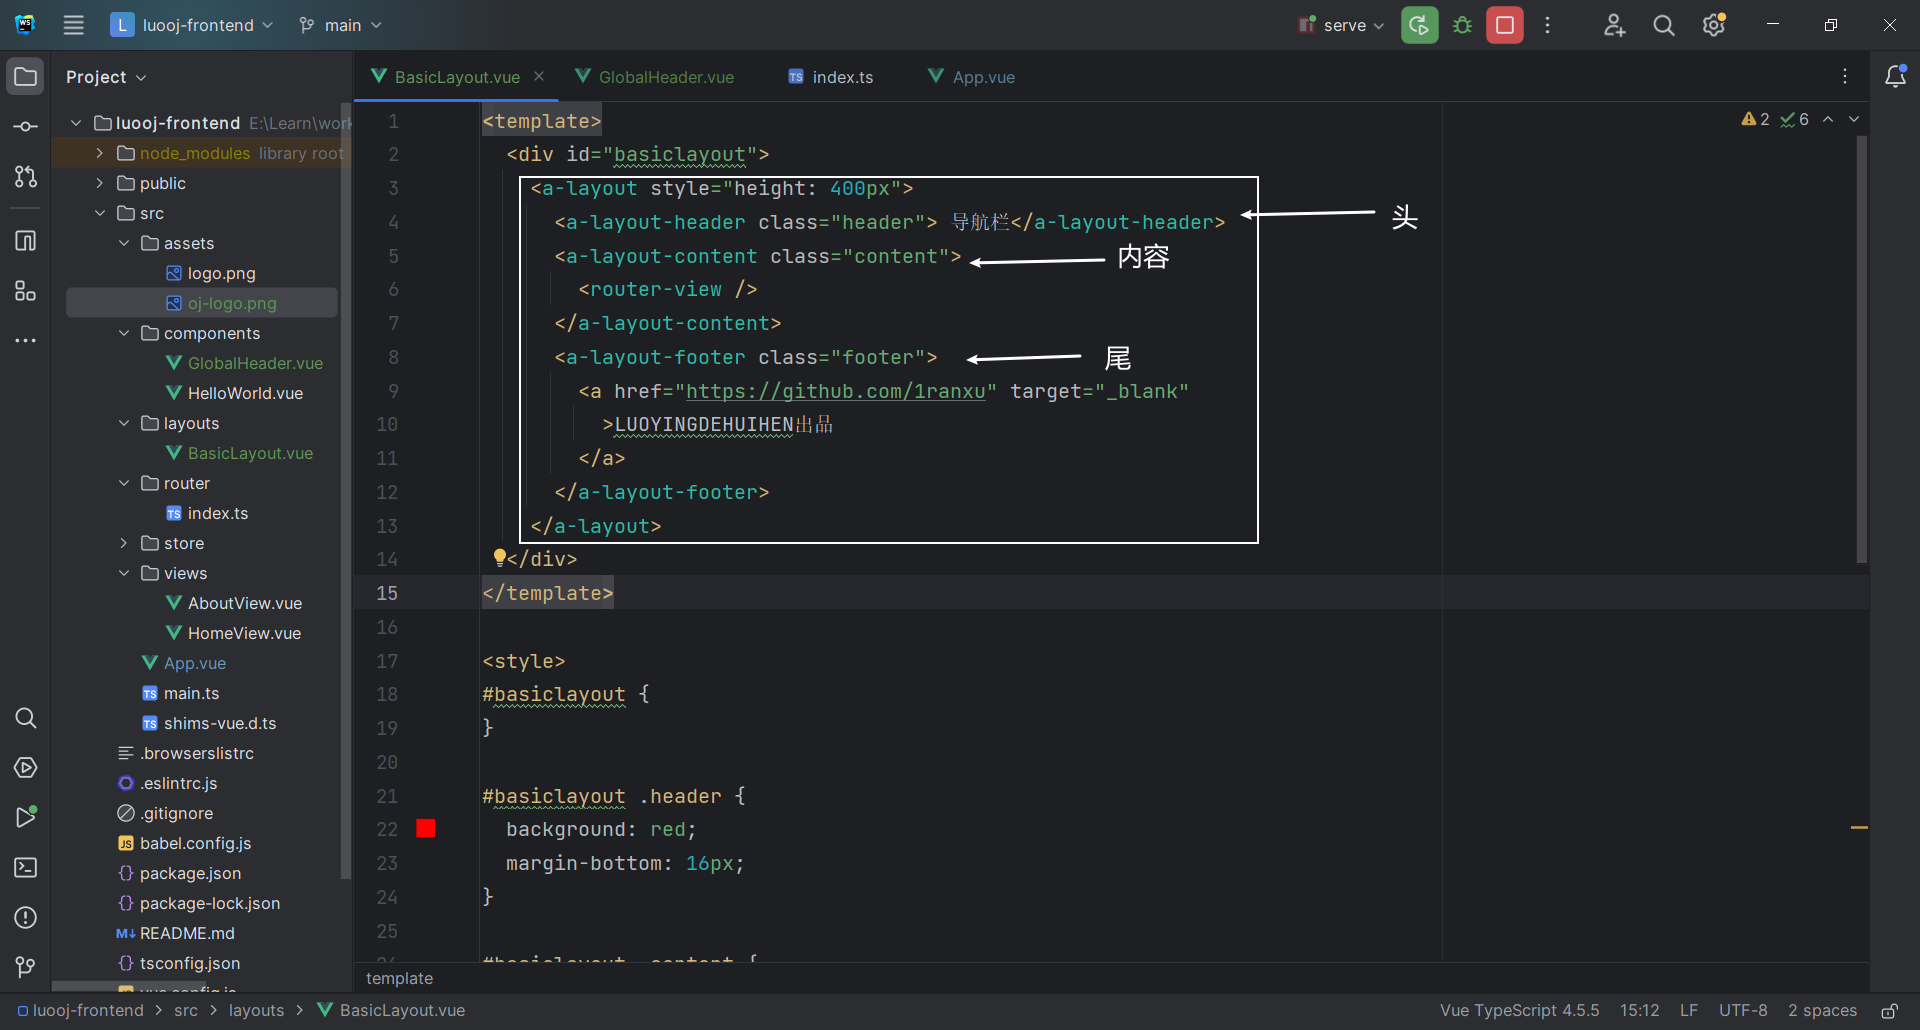 L luooj-frontend main serve
Project
BasicLayout.vue GlobalHeader.vue index.ts App.vue
luooj-frontend E:\Learn\work
node_modules library root
public
src
assets
logo.png
oj-logo.png
components
GlobalHeader.vue
HelloWorld.vue
layouts
BasicLayout.vue
router
index.ts
store
views
AboutView.vue
HomeView.vue
App.vue
main.ts
shims-vue.d.ts
.browserslistrc
.eslintrc.js
.gitignore
babel.config.js
package.json
package-lock.json
README.md
tsconfig.json
2 6
1 <template>
2 <div id="basiclayout">
3 <a-layout style="height: 400px">
4 <a-layout-header class="header"> 导航栏</a-layout-header>
头
5 <a-layout-content class="content">
内容
6 <router-view />
7 </a-layout-content>
8 <a-layout-footer class="footer">
尾
9 <a href="https://github.com/1ranxu" target="_blank"
10 >LUOYINGDEHUIHEN出品
11 </a>
12 </a-layout-footer>
13 </a-layout>
14 </div>
15 </template>
16
17 <style>
18 #basiclayout {
19 }
20
21 #basiclayout .header {
22 background: red;
23 margin-bottom: 16px;
24 }
25
template
luooj-frontend > src > layouts > BasicLayout.vue
Vue TypeScript 4.5.5 15:12 LF UTF-8 2 spaces